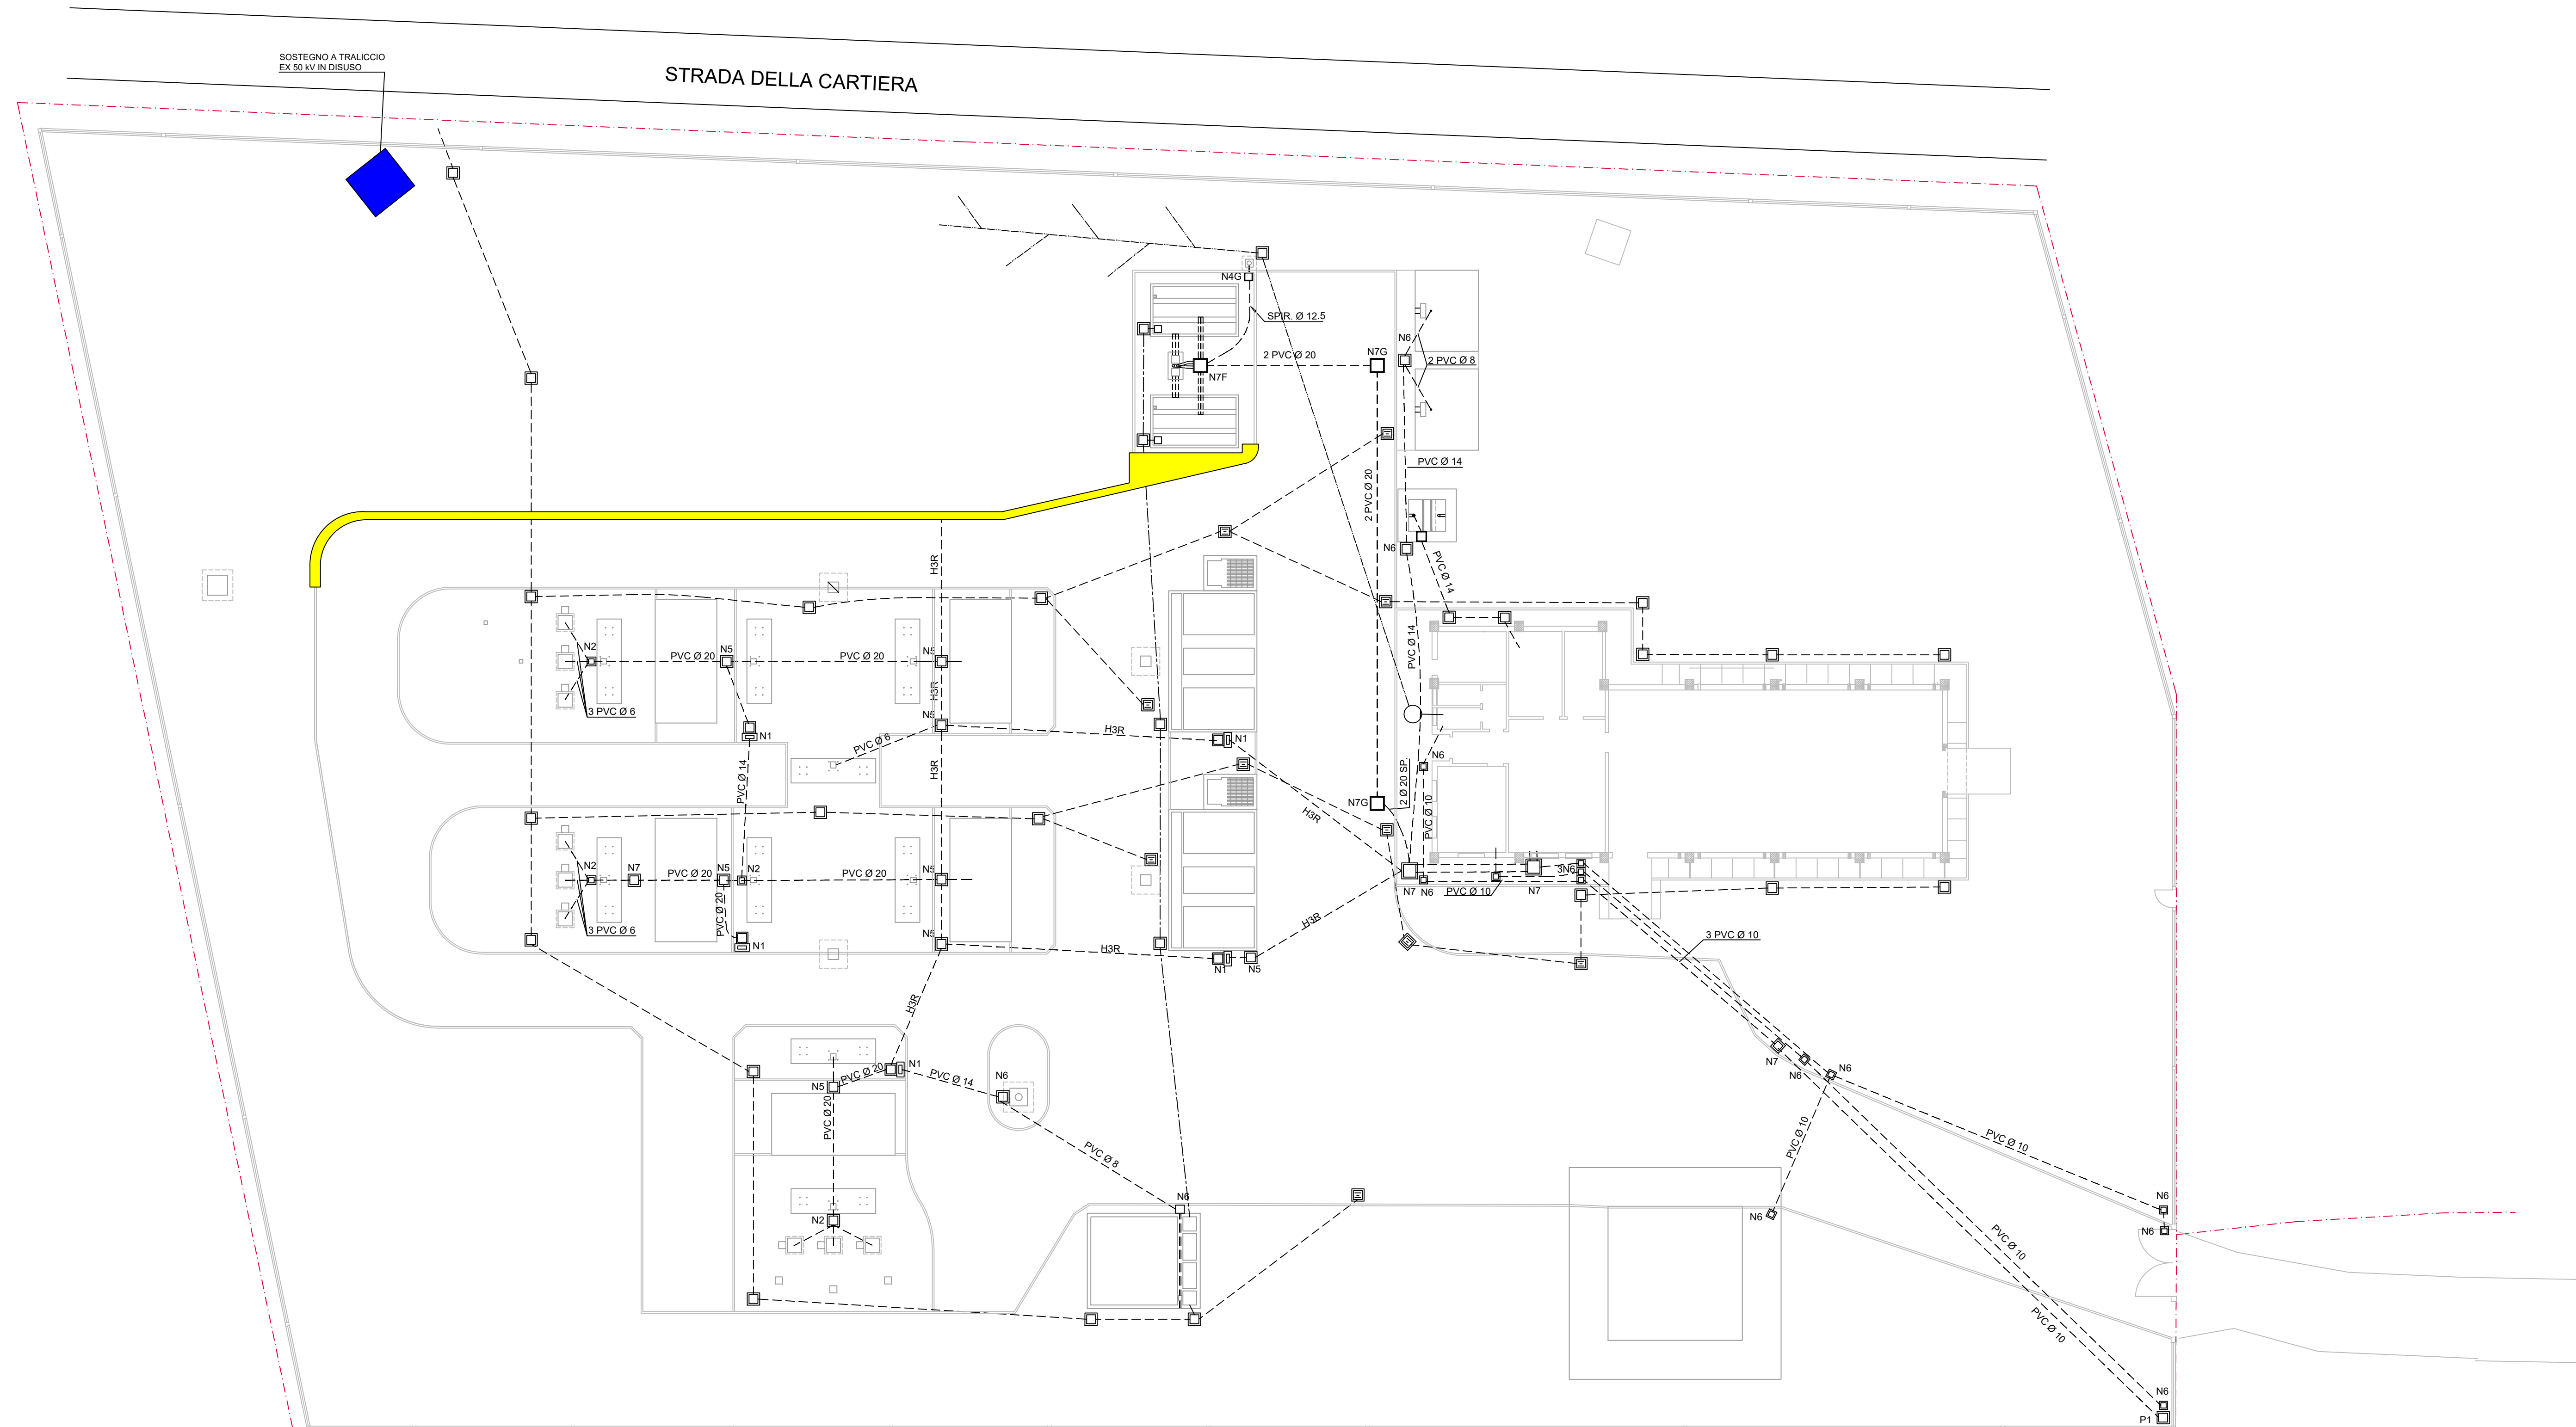 SOSTEGNO A TRALICCIO
EX 50 kV IN DISUSO
STRADA DELLA CARTIERA
N4G
SPIR. Ø 12.5
N6
2 PVC Ø 20
N7G
2 PVC Ø 8
N7F
PVC Ø 14
2 PVC Ø 20
N6
PVC Ø 14
H3R
PVC Ø 14
N2
PVC Ø 20
N5
PVC Ø 20
N5
H3R
3 PVC Ø 6
N5
N1
H3R
N1
PVC Ø 6
N6
PVC Ø 14
H3R
2 Ø 20 SP.
N7G
H3R
PVC Ø 10
N2
N7
PVC Ø 20
N5
N2
PVC Ø 20
N5
3N6
N7
N6
PVC Ø 10
N7
PVC Ø 20
H3R
3 PVC Ø 6
N1
N5
H3R
N1
N5
3 PVC Ø 10
H3R
N1
N5
PVC Ø 20
PVC Ø 14
N6
N7
N6
N6
PVC Ø 20
PVC Ø 8
PVC Ø 10
PVC Ø 10
N6
N6
N2
N6
N6
PVC Ø 10
PVC Ø 10
N6
P1